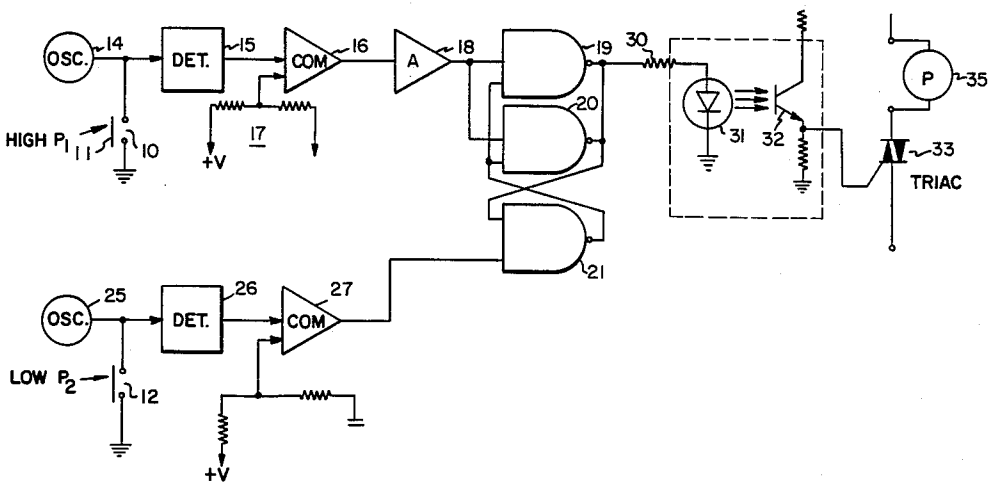 OSC.
14
DET.
15
COM
16
A
18
19
20
30
31
32
P
35
33
TRIAC
HIGH P1
11
10
+V
17
21
OSC.
25
DET.
26
COM
27
LOW P2
12
+V